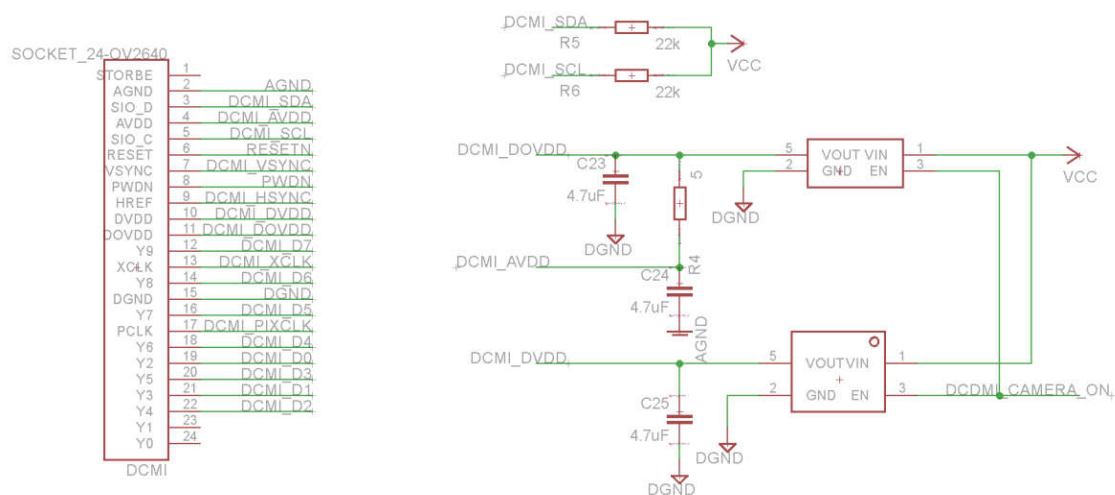 SOCKET_24-OV2640
STORBE 1
AGND 2 AGND
SIO_D 3 DCMI_SDA
AVDD 4 DCMI_AVDD
SIO_C 5 DCMI_SCL
RESET 6 RESETN
VSYNC 7 DCMI_VSYNC
PWDN 8 PWDN
HREF 9 DCMI_HSYNC
DVDD 10 DCMI_DVDD
DOVDD 11 DCMI_DOVDD
Y9 12 DCMI_D7
XCLK 13 DCMI_XCLK
Y8 14 DCMI_D6
DGND 15 DGND
Y7 16 DCMI_D5
PCLK 17 DCMI_PIXCLK
Y6 18 DCMI_D4
Y2 19 DCMI_D0
Y5 20 DCMI_D3
Y3 21 DCMI_D1
Y4 22 DCMI_D2
Y1 23
Y0 24
DCMI
DCMI_SDA
R5 22k
DCMI_SCL
R6 22k
VCC
DCMI_DOVDD
C23
4.7uF
DGND
5
R4
5 VOUT VIN 1
2 GND EN 3
DGND
VCC
DCMI_AVDD
C24
4.7uF
AGND
DCMI_DVDD
C25
4.7uF
DGND
5 VOUT VIN 1
2 GND EN 3
DGND
DCDMI_CAMERA_ON